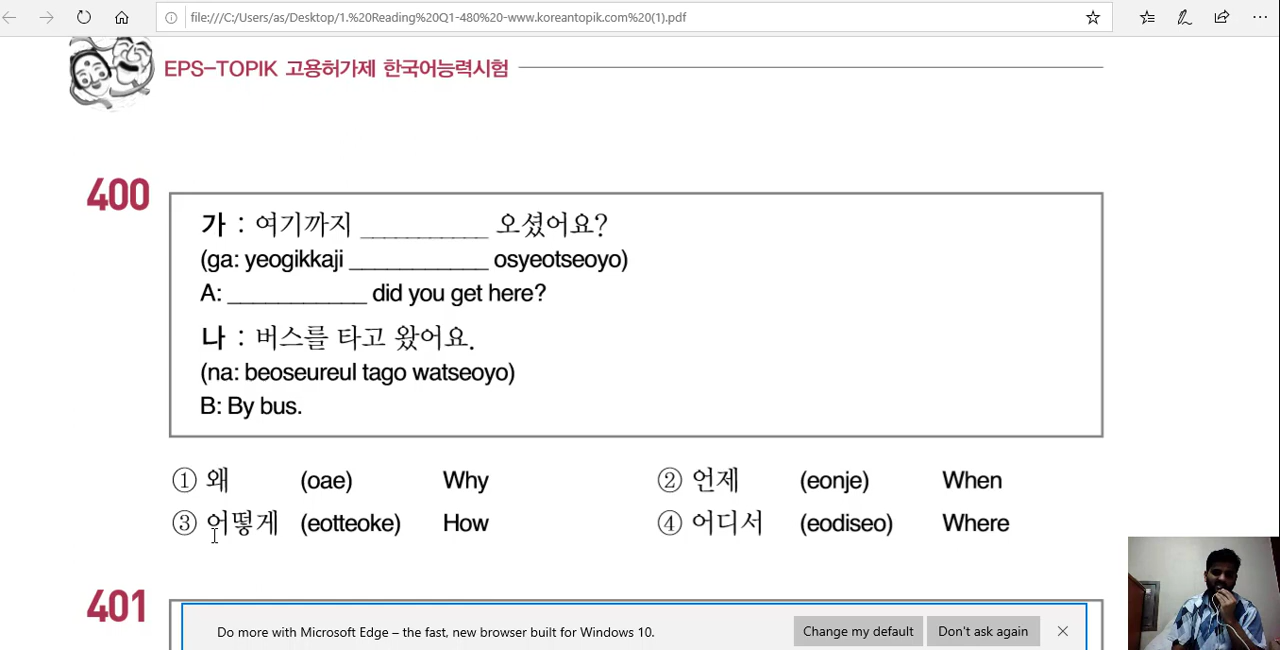 file:///C:/Users/as/Desktop/1.%20Reading%20Q1-480%20-www.koreantopik.com%20(1).pdf
EPS-TOPIK 고용허가제 한국어능력시험
400
가 : 여기까지 __________ 오셨어요?
(ga: yeogikkaji ___________ osyeotseoyo)
A: ___________ did you get here?
나 : 버스를 타고 왔어요.
(na: beoseureul tago watseoyo)
B: By bus.
① 왜 (oae) Why ② 언제 (eonje) When
③ 어떻게 (eotteoke) How ④ 어디서 (eodiseo) Where
401
Do more with Microsoft Edge – the fast, new browser built for Windows 10. Change my default Don't ask again